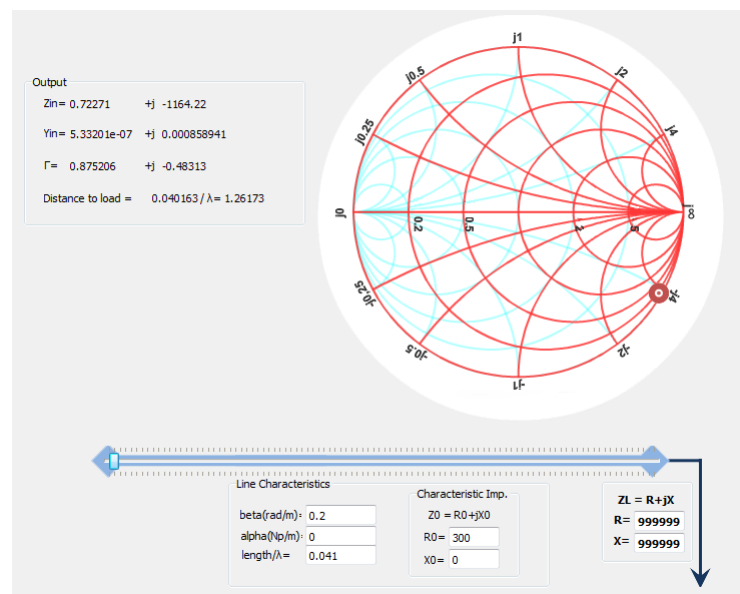 Output
Zin= 0.72271 +j -1164.22
Yin= 5.33201e-07 +j 0.000858941
Γ= 0.875206 +j -0.48313
Distance to load = 0.040163 / λ= 1.26173
j1
j0.5
j2
j0.25
j4
0j
0.2
0.5
2
5
j∞
-j0,25
-j4
-j0.5
-j2
-j1
Line Characteristics
beta(rad/m)= 0.2
alpha(Np/m)= 0
length/λ= 0.041
Characteristic Imp.
Z0 = R0+jX0
R0= 300
X0= 0
ZL = R+jX
R= 999999
X= 999999